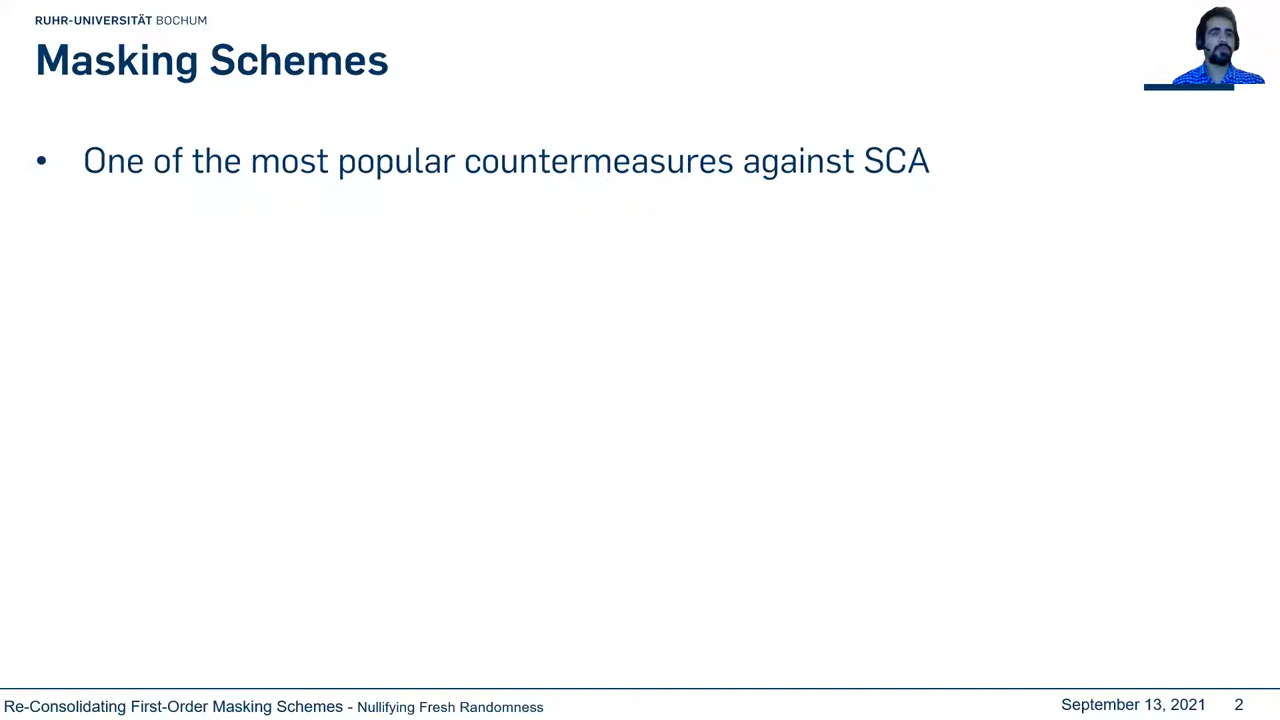 RUHR-UNIVERSITÄT BOCHUM
Masking Schemes
• One of the most popular countermeasures against SCA
Re-Consolidating First-Order Masking Schemes - Nullifying Fresh Randomness
September 13, 2021 2